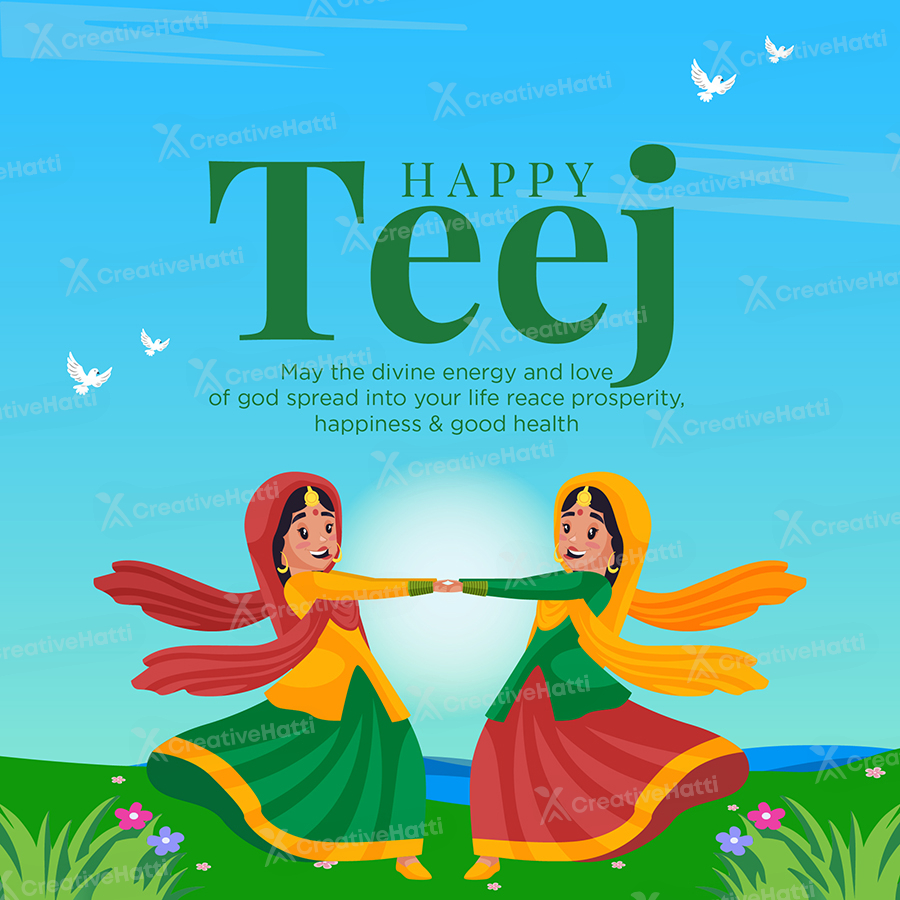 HAPPY
Teej
May the divine energy and love
of god spread into your life reace prosperity,
happiness & good health
CreativeHatti